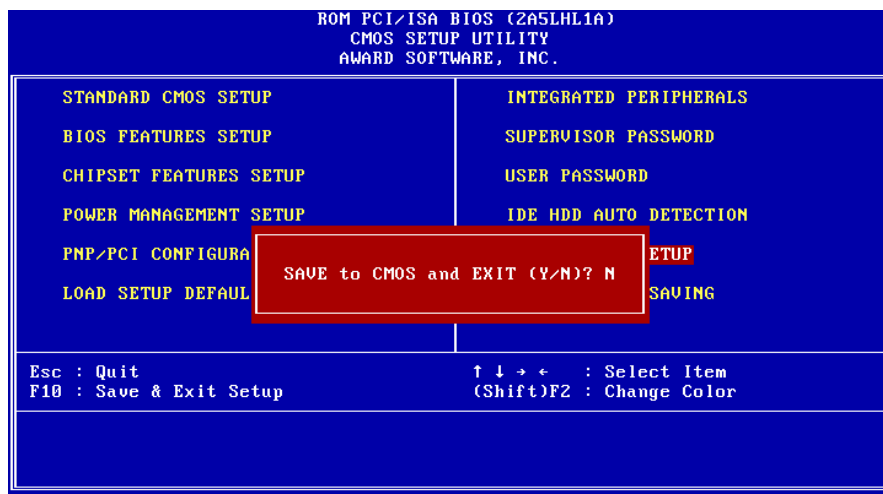 ROM PCI/ISA BIOS (2A5LHL1A)
CMOS SETUP UTILITY
AWARD SOFTWARE, INC.
STANDARD CMOS SETUP
BIOS FEATURES SETUP
CHIPSET FEATURES SETUP
POWER MANAGEMENT SETUP
PNP/PCI CONFIGURA
LOAD SETUP DEFAUL
INTEGRATED PERIPHERALS
SUPERVISOR PASSWORD
USER PASSWORD
IDE HDD AUTO DETECTION
ETUP
SAVING
SAVE to CMOS and EXIT (Y/N)? N
Esc : Quit
F10 : Save & Exit Setup
↑ ↓ → ← : Select Item
(Shift)F2 : Change Color